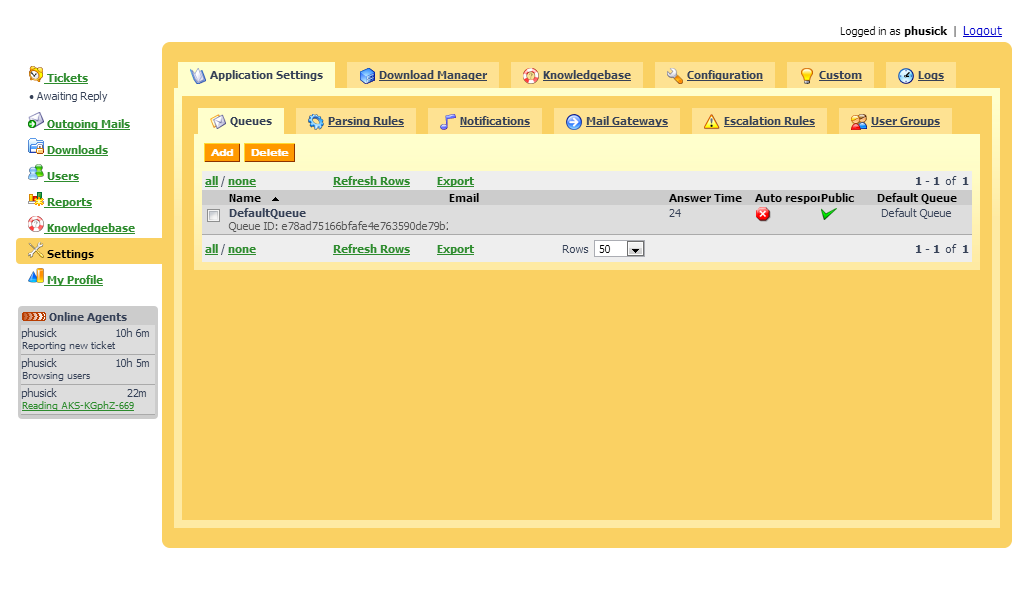 Logged in as phusick | Logout
Application Settings Download Manager Knowledgebase Configuration Custom Logs
Tickets
• Awaiting Reply
Outgoing Mails
Downloads
Users
Reports
Knowledgebase
Settings
My Profile
Online Agents
phusick 10h 6m
Reporting new ticket
phusick 10h 5m
Browsing users
phusick 22m
Reading AKS-KGphZ-669
Queues Parsing Rules Notifications Mail Gateways Escalation Rules User Groups
Add Delete
all / none Refresh Rows Export 1 - 1 of 1
Name Email Answer Time Auto respor Public Default Queue
DefaultQueue 24 Default Queue
Queue ID: e78ad75166bfafe4e763590de79b
all / none Refresh Rows Export Rows 50 1 - 1 of 1